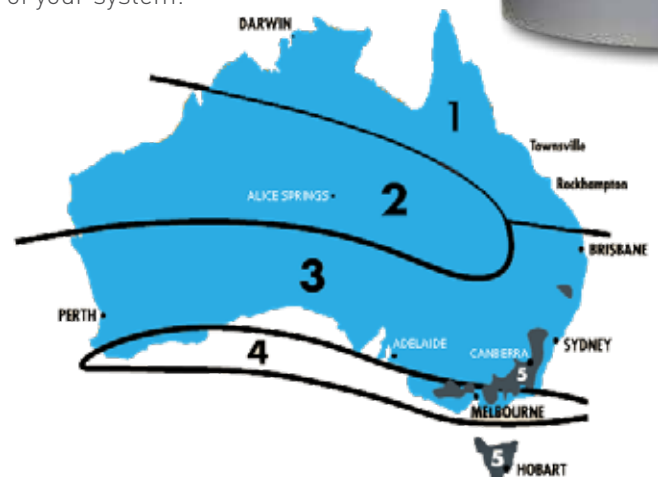 of your system.
DARWIN
1
Townsville
Rockhampton
ALICE SPRINGS
2
BRISBANE
3
PERTH
4
ADELAIDE
CANBERRA
SYDNEY
5
MELBOURNE
5
HOBART